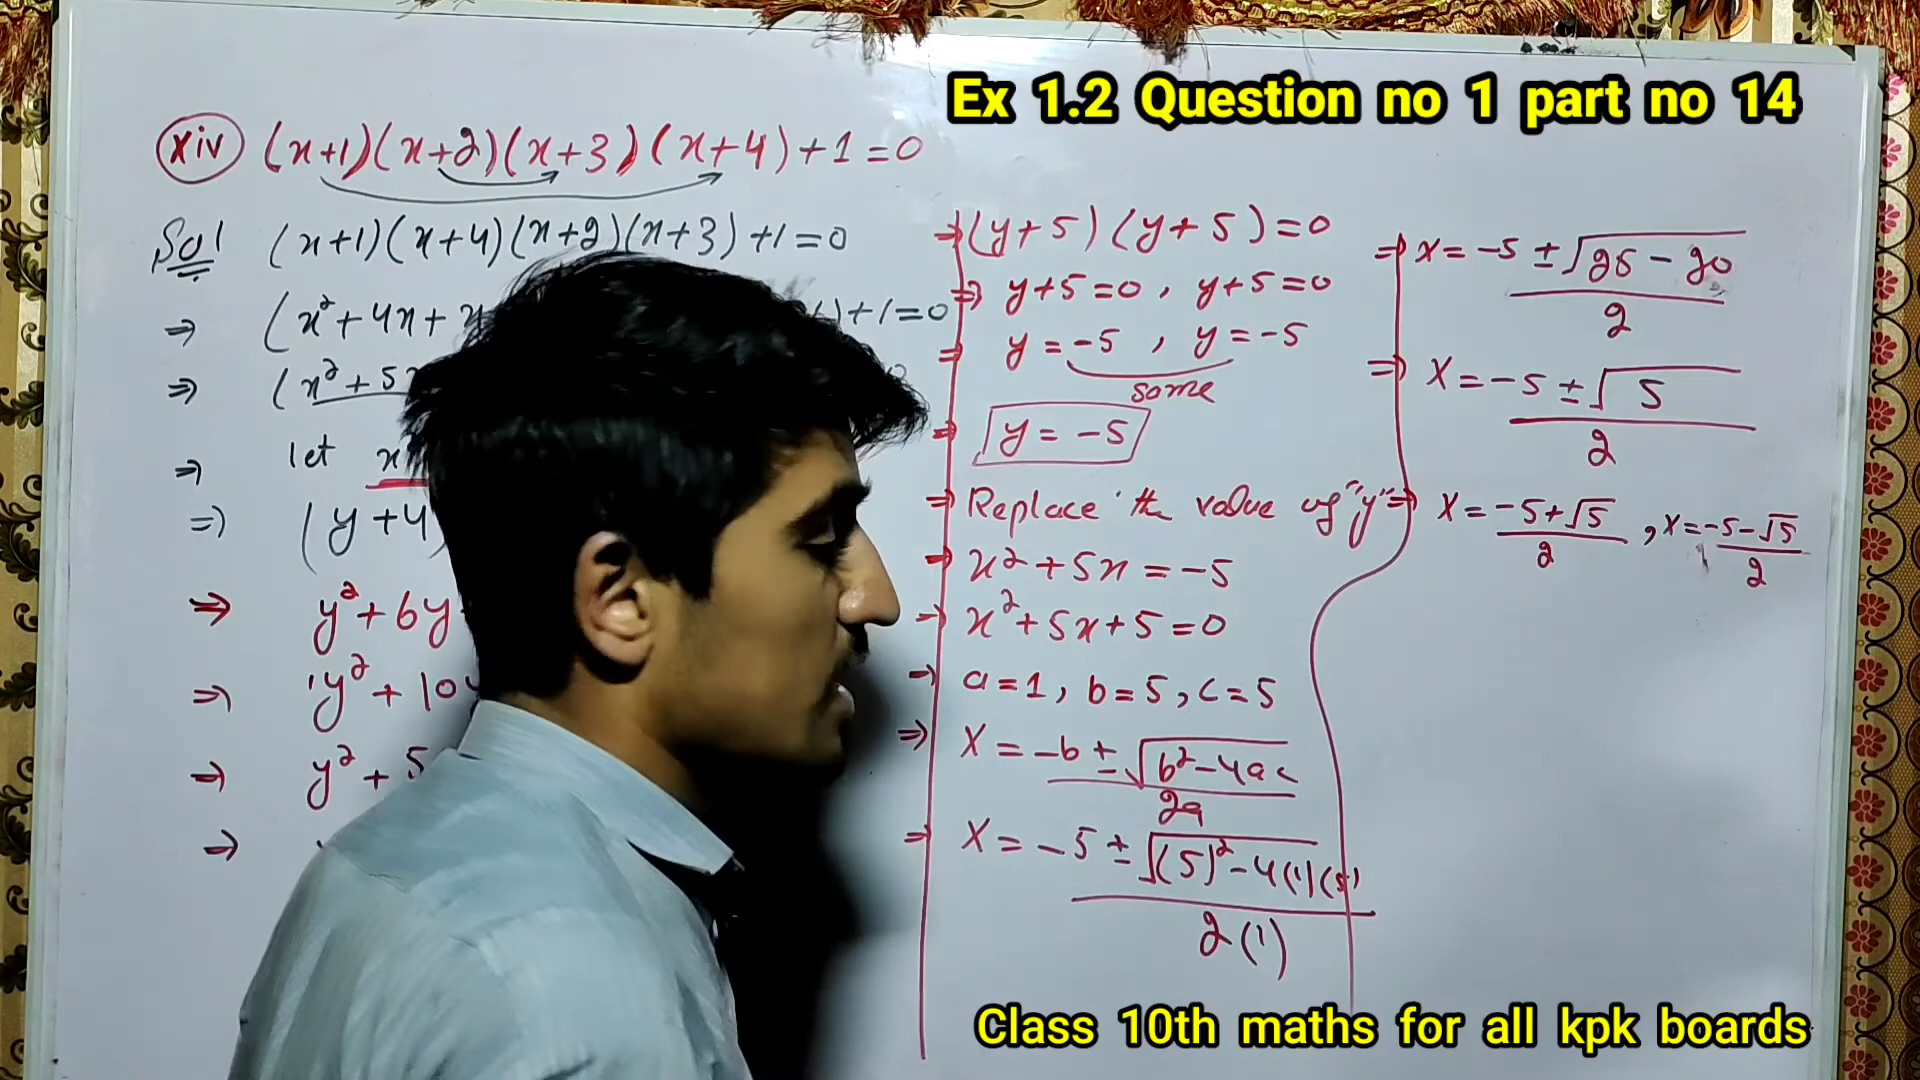 Ex 1.2 Question no 1 part no 14
xiv (x+1)(x+2)(x+3)(x+4)+1=0
Sol (x+1)(x+4)(x+2)(x+3)+1=0
⇒ (x²+4x+x )+1=0
⇒ (x²+5x
⇒ let x
⇒ (y+4)
⇒ y²+6y
⇒ y²+10y
⇒ y²+5
⇒
⇒ (y+5)(y+5)=0
⇒ y+5=0, y+5=0
⇒ y=-5, y=-5
same
⇒ y=-5
⇒ Replace the value of "y"
⇒ x²+5x=-5
⇒ x²+5x+5=0
⇒ a=1, b=5, c=5
⇒ x = -b±√b²-4ac
2a
⇒ x = -5±√(5)²-4(1)(5)
2(1)
⇒ x = -5±√25-20
2
⇒ x = -5±√5
2
⇒ x = -5+√5 , x = -5-√5
2 2
Class 10th maths for all kpk boards